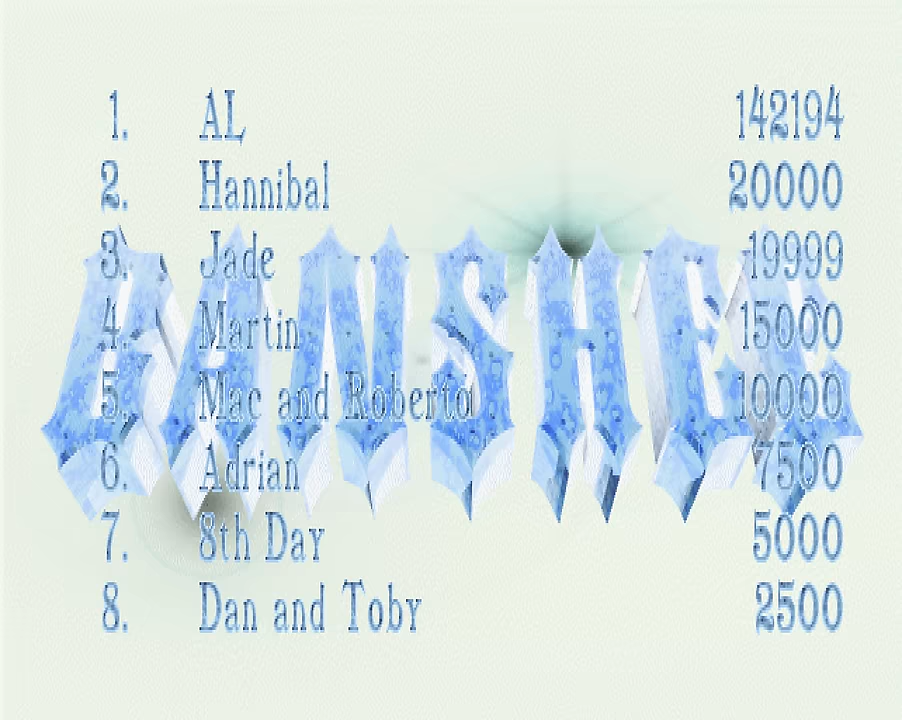 1. AL 142194
2. Hannibal 20000
3. Jade 19999
BANSHEE
4. Martin 15000
5. Mac and Roberto 10000
6. Adrian 7500
7. 8th Day 5000
8. Dan and Toby 2500